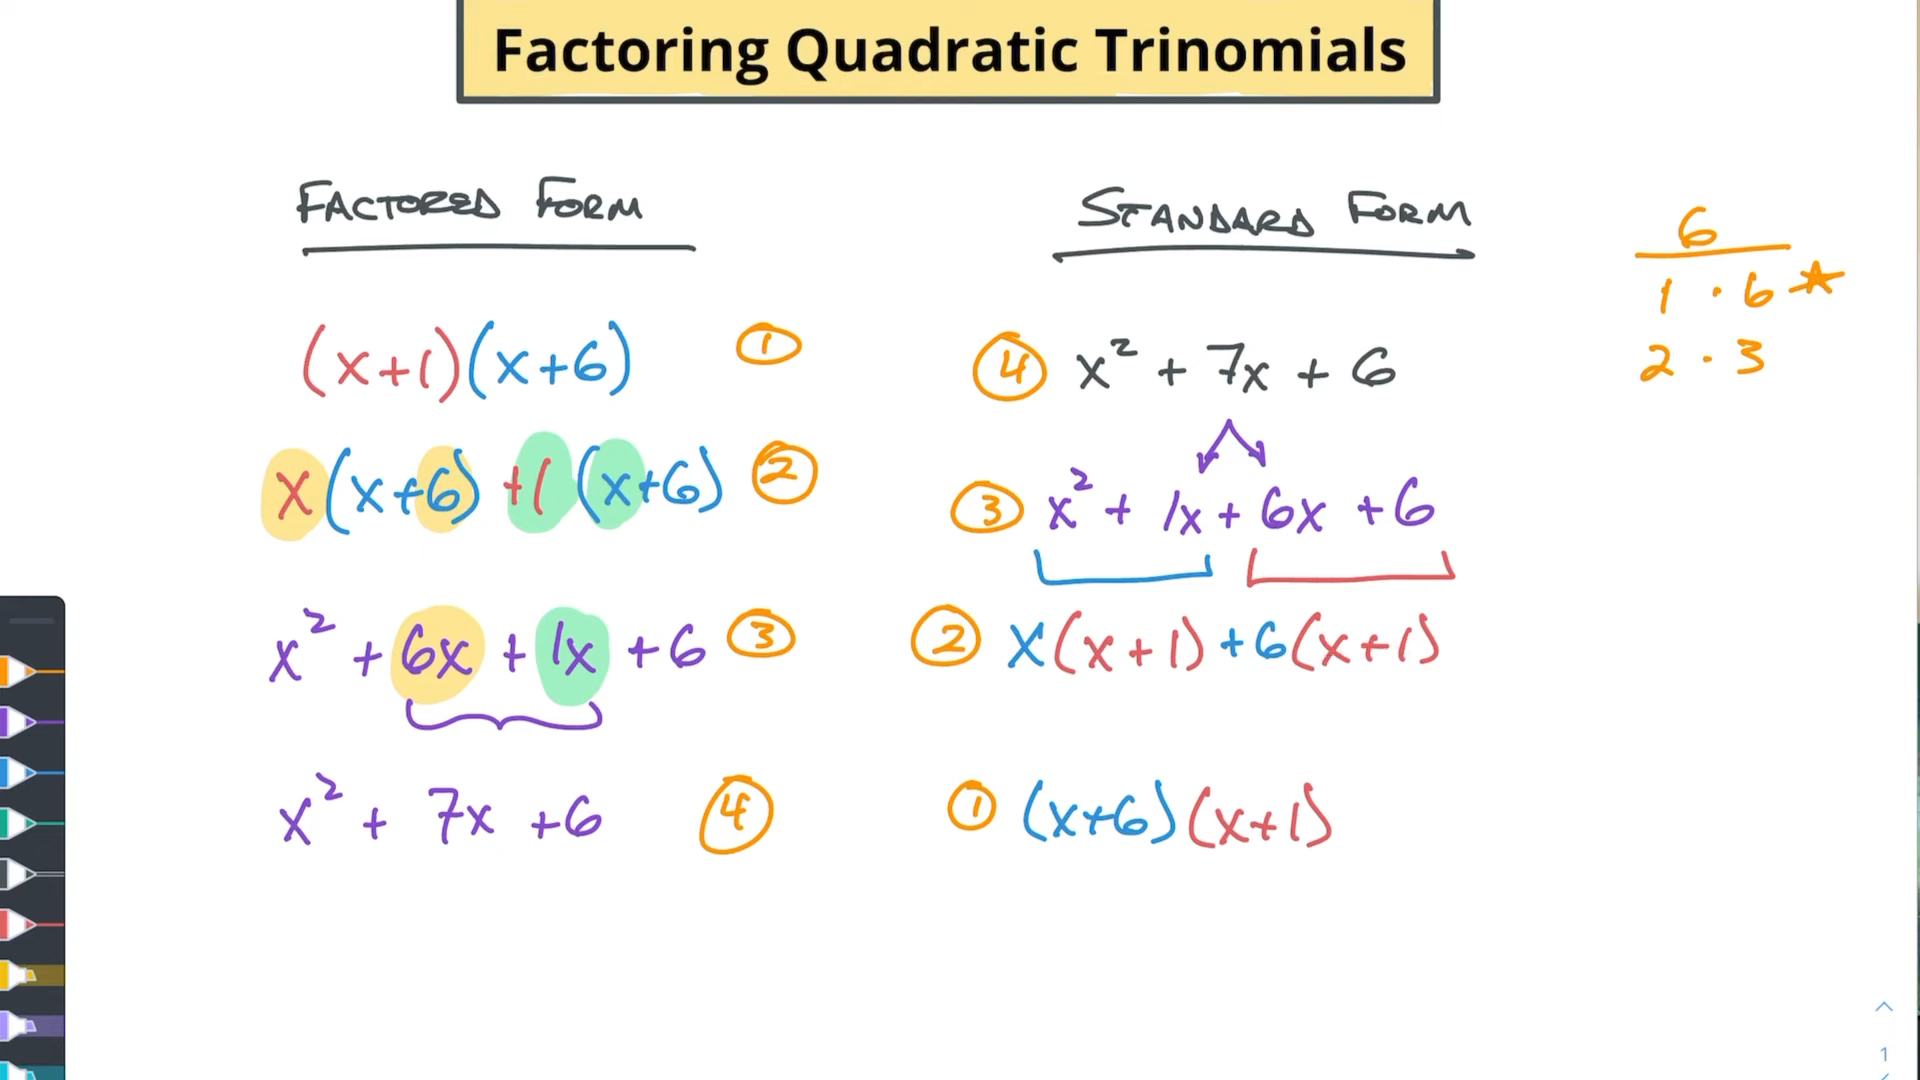 Factoring Quadratic Trinomials
FACTORED FORM
(x+1)(x+6) ①
x(x+6) +1(x+6) ②
x² + 6x + 1x + 6 ③
x² + 7x + 6 ④
STANDARD FORM
④ x² + 7x + 6
③ x² + 1x + 6x + 6
② x(x+1) + 6(x+1)
① (x+6)(x+1)
6
1 · 6 ☆
2 · 3
1